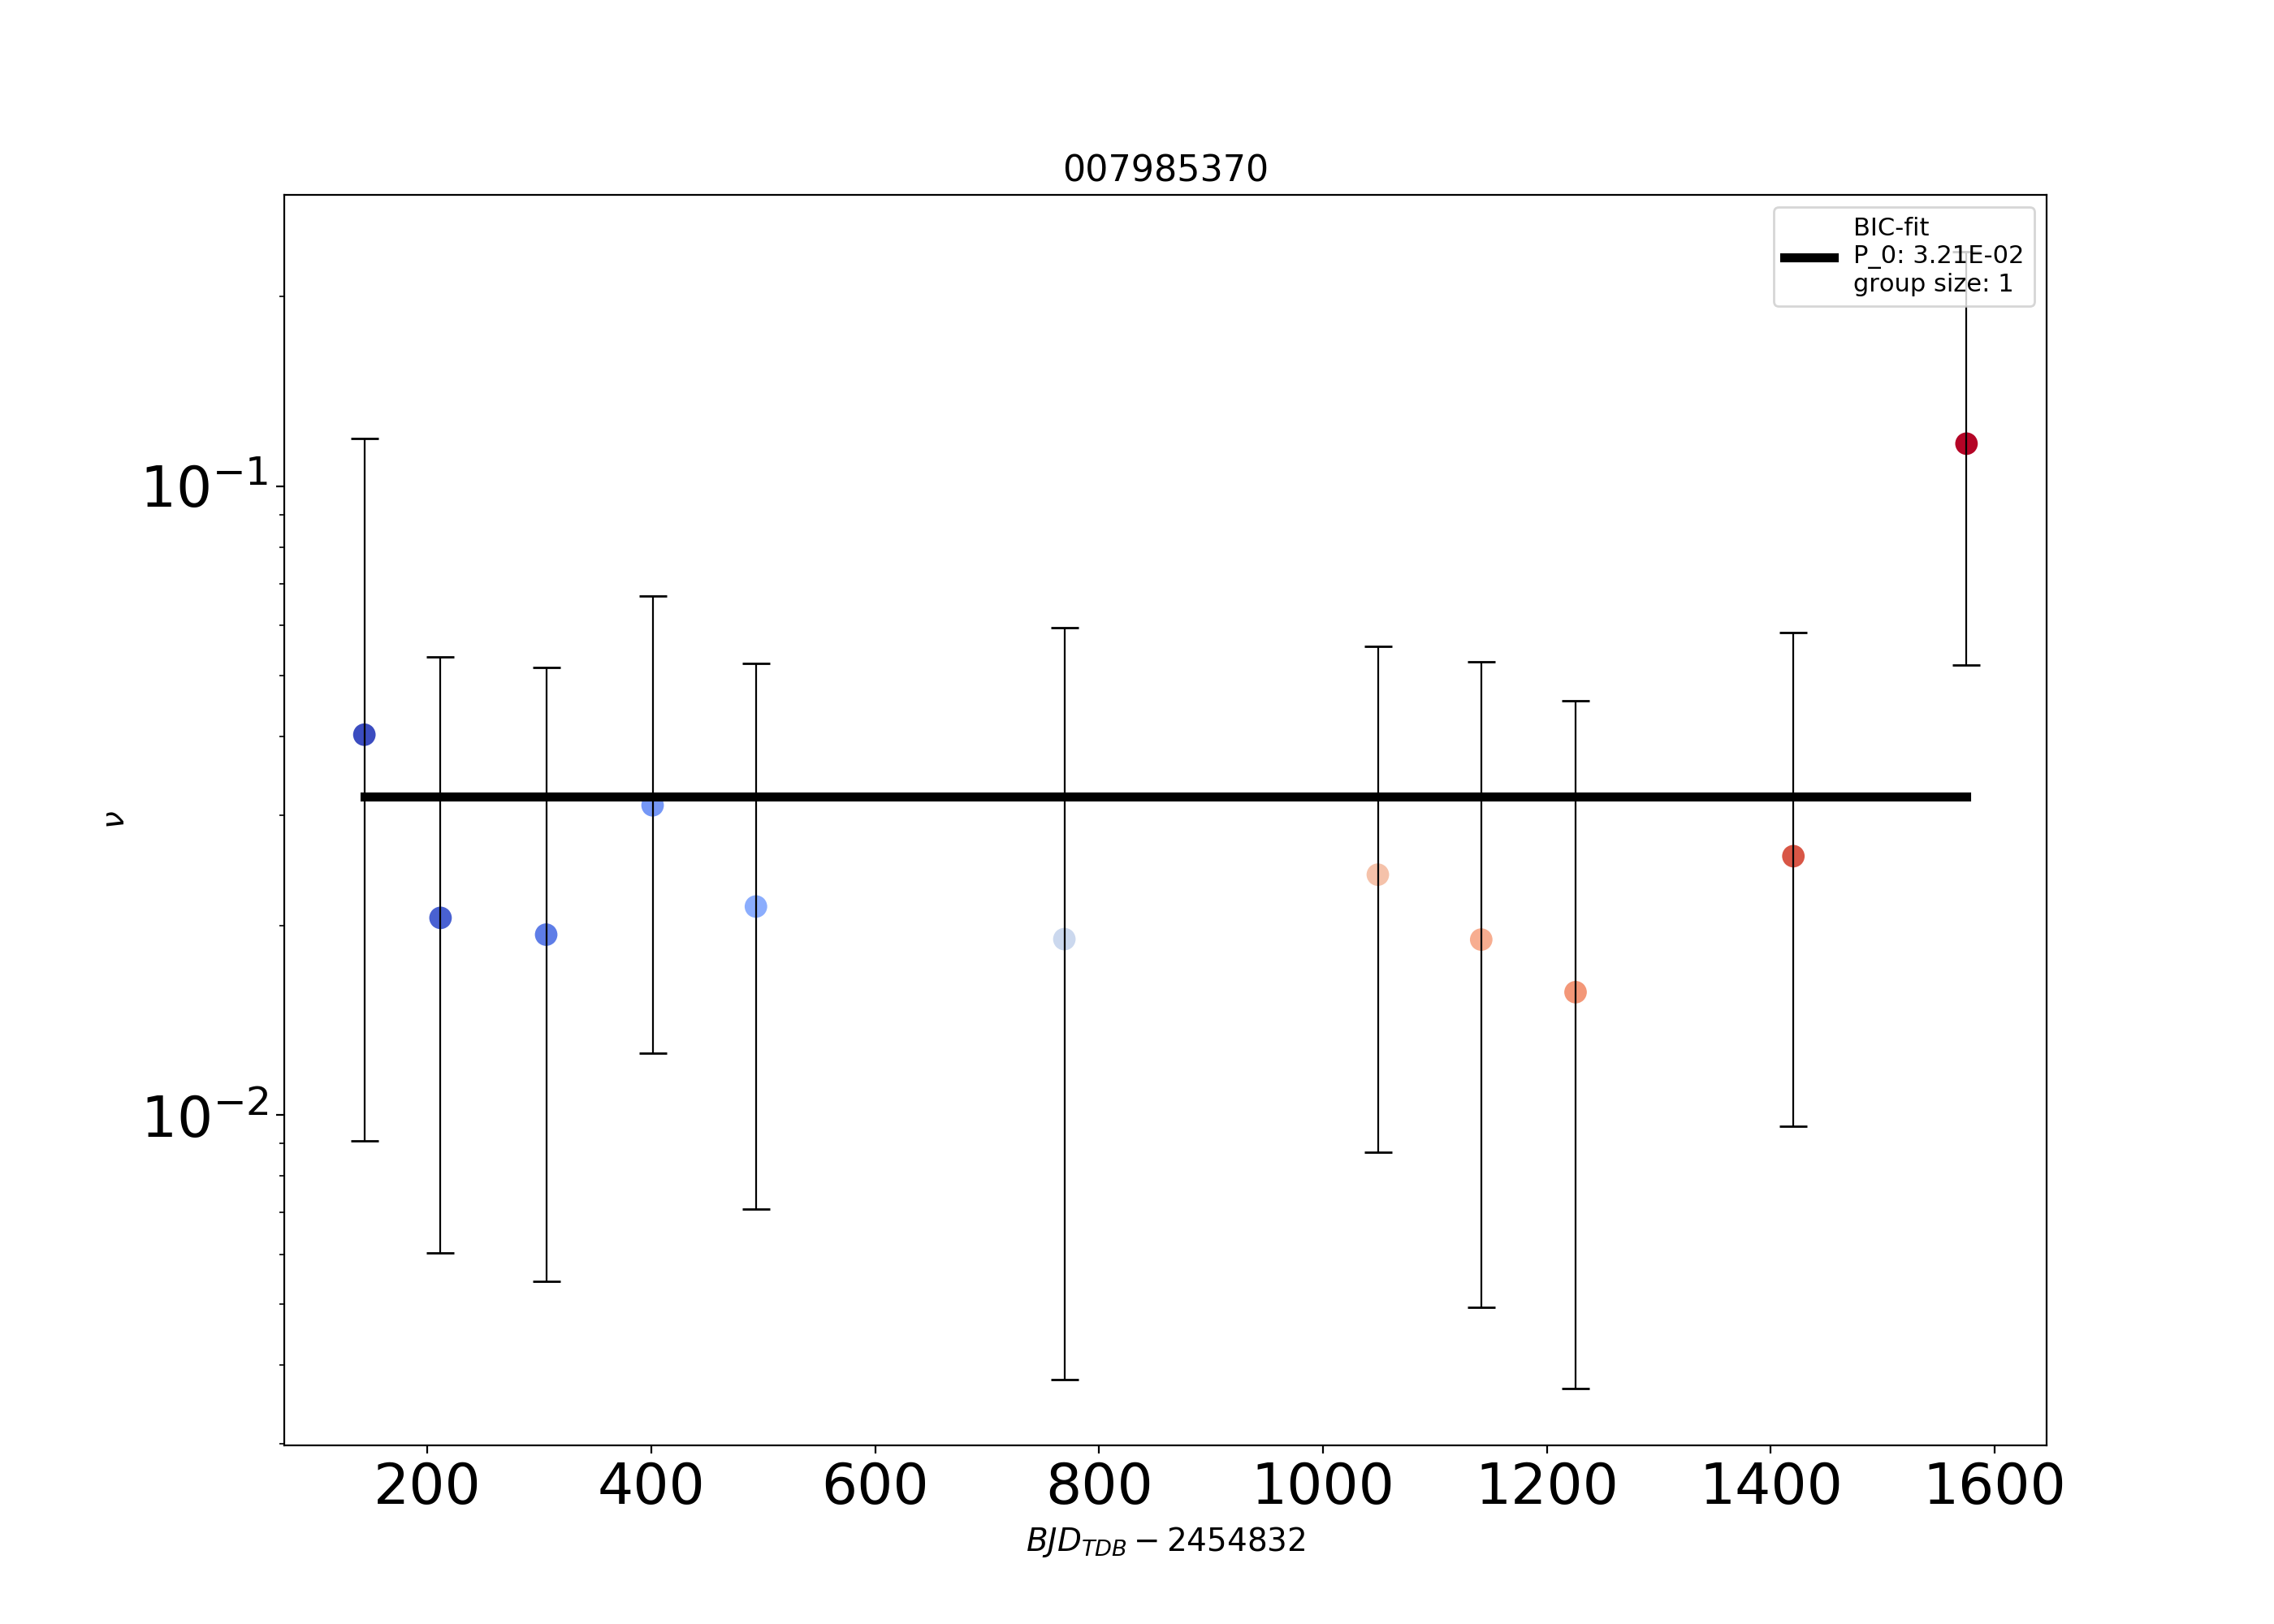 007985370
BIC-fit
P_0: 3.21E-02
group size: 1
10⁻¹
ν
10⁻²
200 400 600 800 1000 1200 1400 1600
BJD_TDB − 2454832